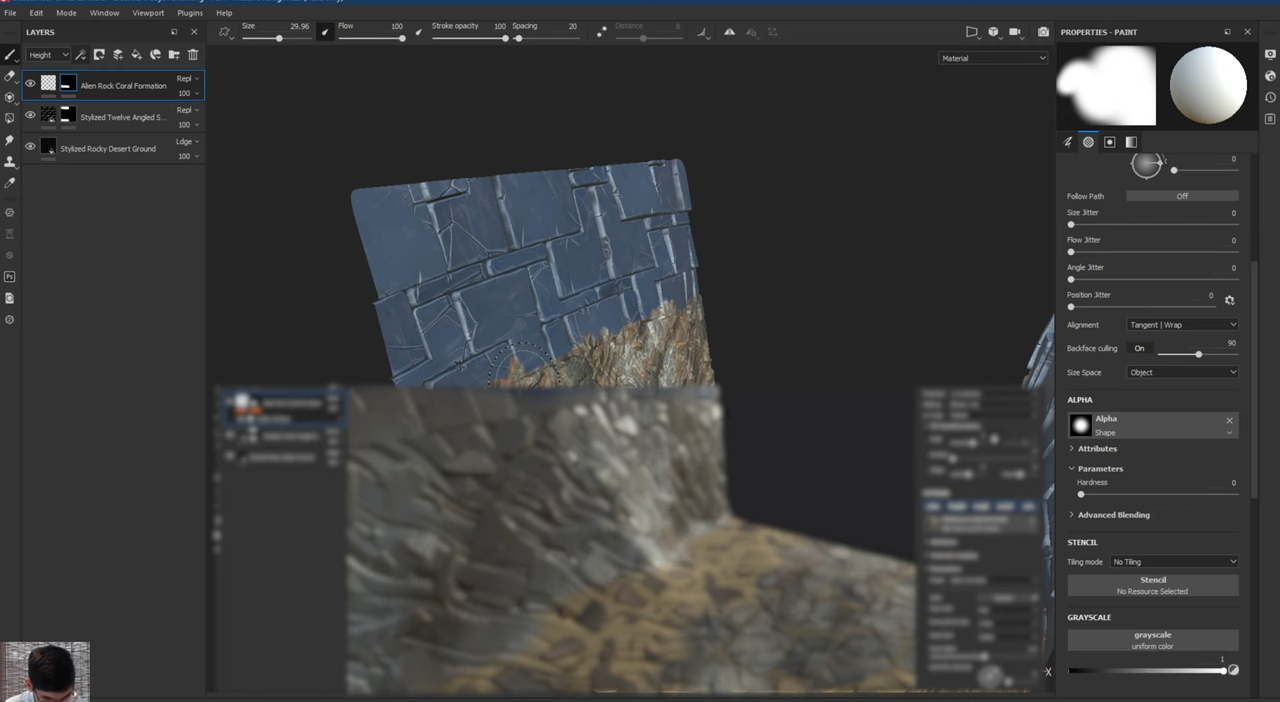 File Edit Mode Window Viewport Plugins Help
LAYERS
Size 29.96 Flow 100 Stroke opacity 100 Spacing 20 Distance 8
PROPERTIES - PAINT
Height
Material
Alien Rock Coral Formation Repl
100
Stylized Twelve Angled S... Repl
100
Stylized Rocky Desert Ground Ldge
100
Ps
0
Follow Path Off
Size Jitter 0
Flow Jitter 0
Angle Jitter 0
Position Jitter 0
Alignment Tangent | Wrap
Backface culling On 90
Size Space Object
ALPHA
Alpha
Shape
Attributes
Parameters
Hardness 0
Advanced Blending
STENCIL
Tiling mode No Tiling
Stencil
No Resource Selected
GRAYSCALE
grayscale
uniform color
1